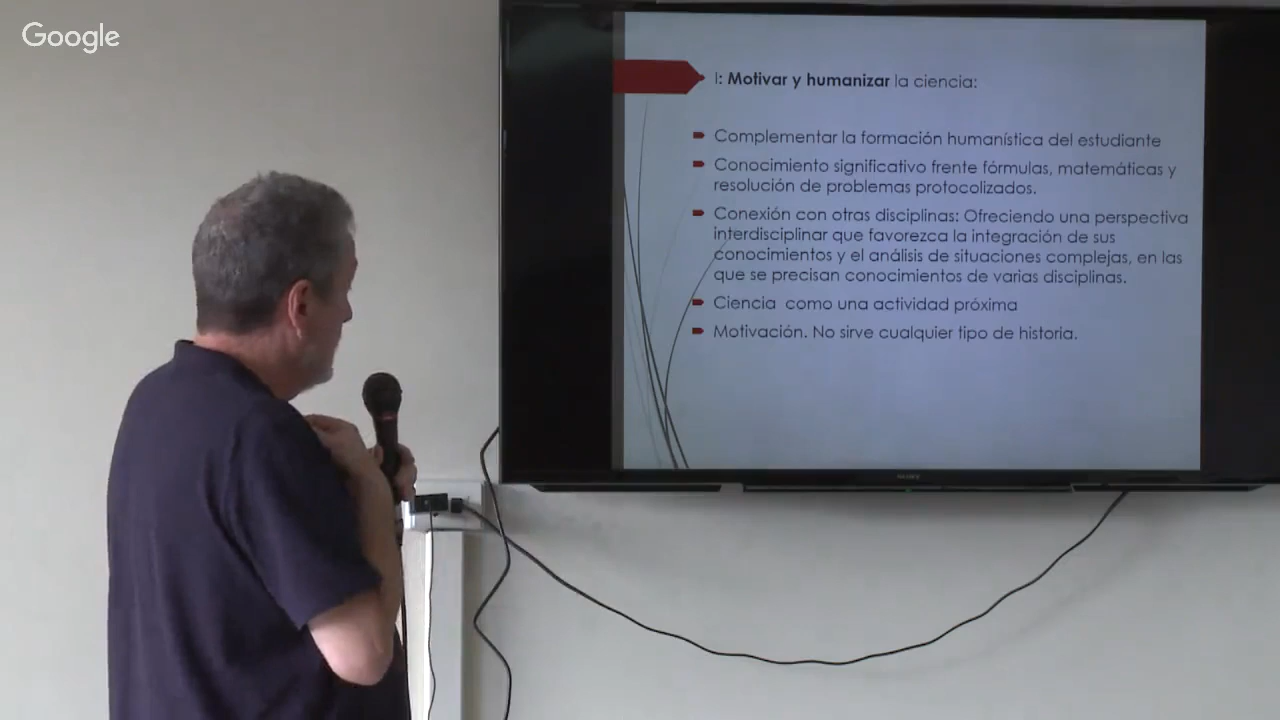 Google
I: Motivar y humanizar la ciencia:
Complementar la formación humanística del estudiante
Conocimiento significativo frente fórmulas, matemáticas y
resolución de problemas protocolizados.
Conexión con otras disciplinas: Ofreciendo una perspectiva
interdisciplinar que favorezca la integración de sus
conocimientos y el análisis de situaciones complejas, en las
que se precisan conocimientos de varias disciplinas.
Ciencia como una actividad próxima
Motivación. No sirve cualquier tipo de historia.
SONY